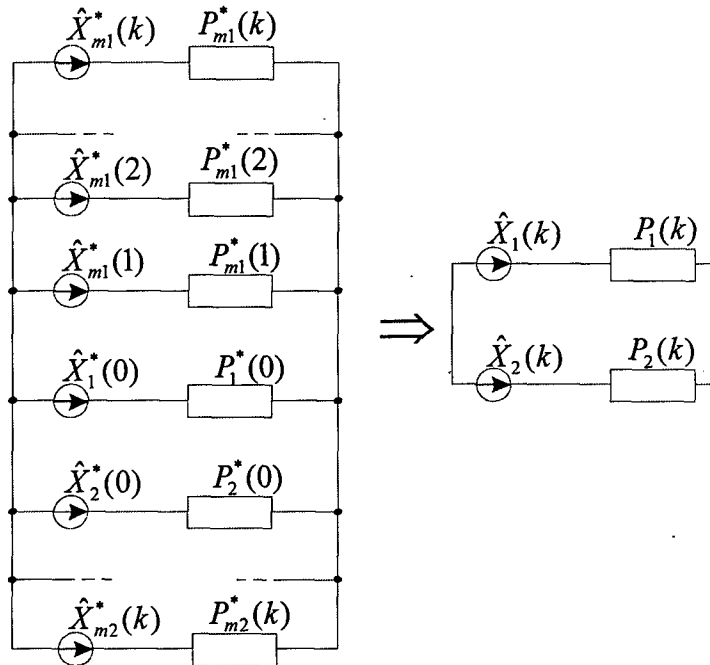 X̂*m1(k) P*m1(k)
X̂*m1(2) P*m1(2)
X̂*m1(1) P*m1(1)
X̂*1(0) P*1(0)
X̂*2(0) P*2(0)
X̂*m2(k) P*m2(k)
⇒
X̂1(k) P1(k)
X̂2(k) P2(k)